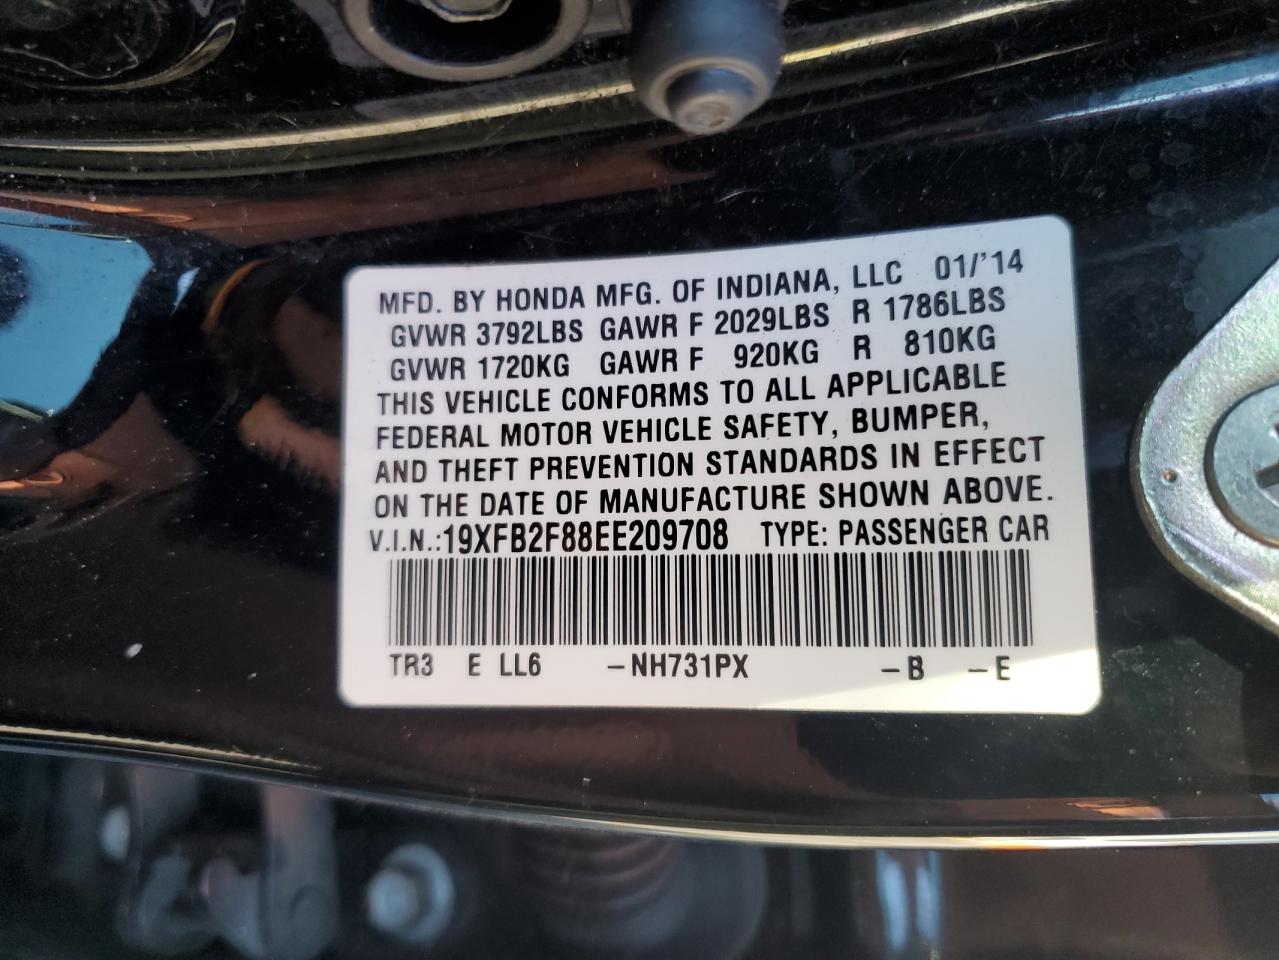 MFD. BY HONDA MFG. OF INDIANA, LLC 01/'14
GVWR 3792LBS GAWR F 2029LBS R 1786LBS
GVWR 1720KG GAWR F 920KG R 810KG
THIS VEHICLE CONFORMS TO ALL APPLICABLE
FEDERAL MOTOR VEHICLE SAFETY, BUMPER,
AND THEFT PREVENTION STANDARDS IN EFFECT
ON THE DATE OF MANUFACTURE SHOWN ABOVE.
V.I.N.:19XFB2F88EE209708 TYPE: PASSENGER CAR
TR3 E LL6 -NH731PX -B -E